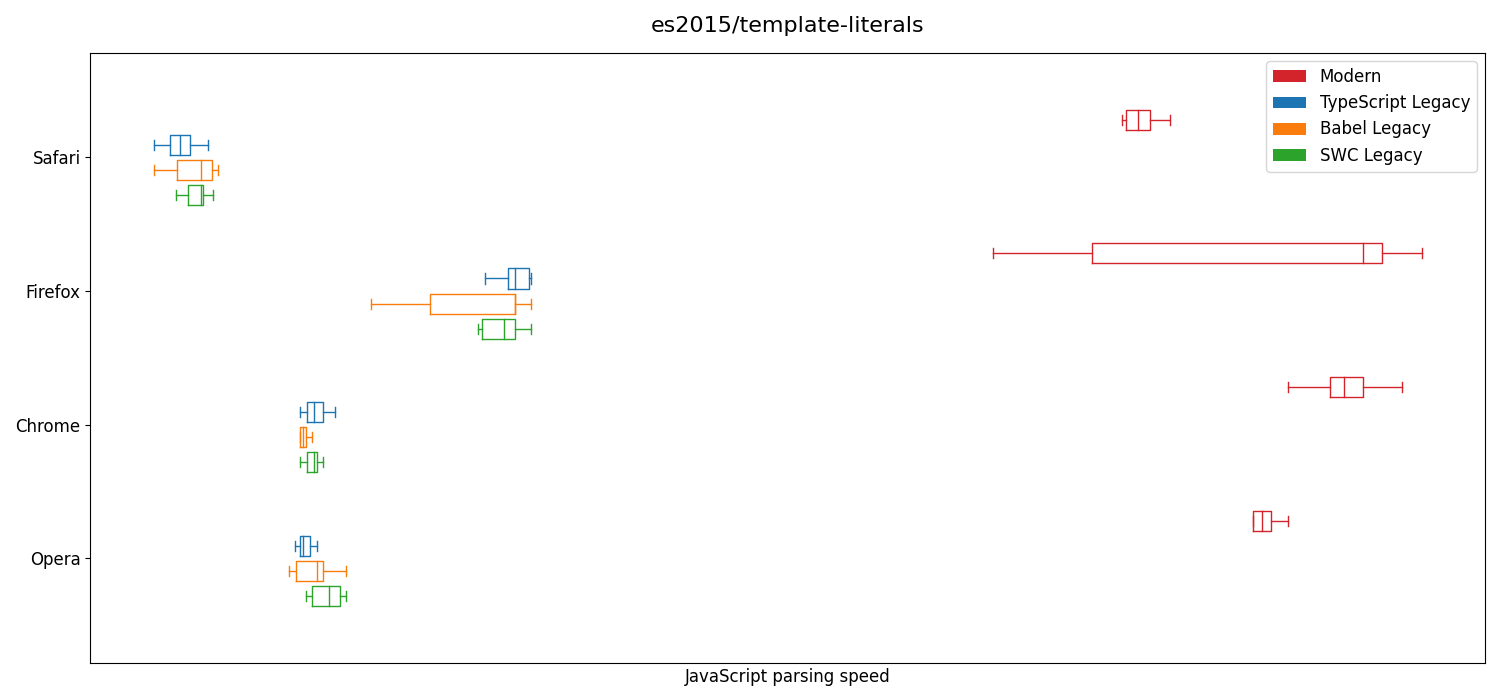 es2015/template-literals
Modern
TypeScript Legacy
Babel Legacy
SWC Legacy
Safari
Firefox
Chrome
Opera
JavaScript parsing speed